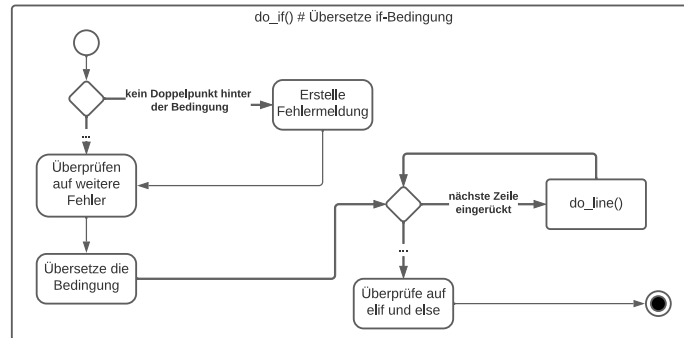 do_if() # Übersetze if-Bedingung
kein Doppelpunkt hinter
der Bedingung
Erstelle
Fehlermeldung
...
Überprüfen
auf weitere
Fehler
nächste Zeile
eingerückt
do_line()
...
Übersetze die
Bedingung
Überprüfe auf
elif und else